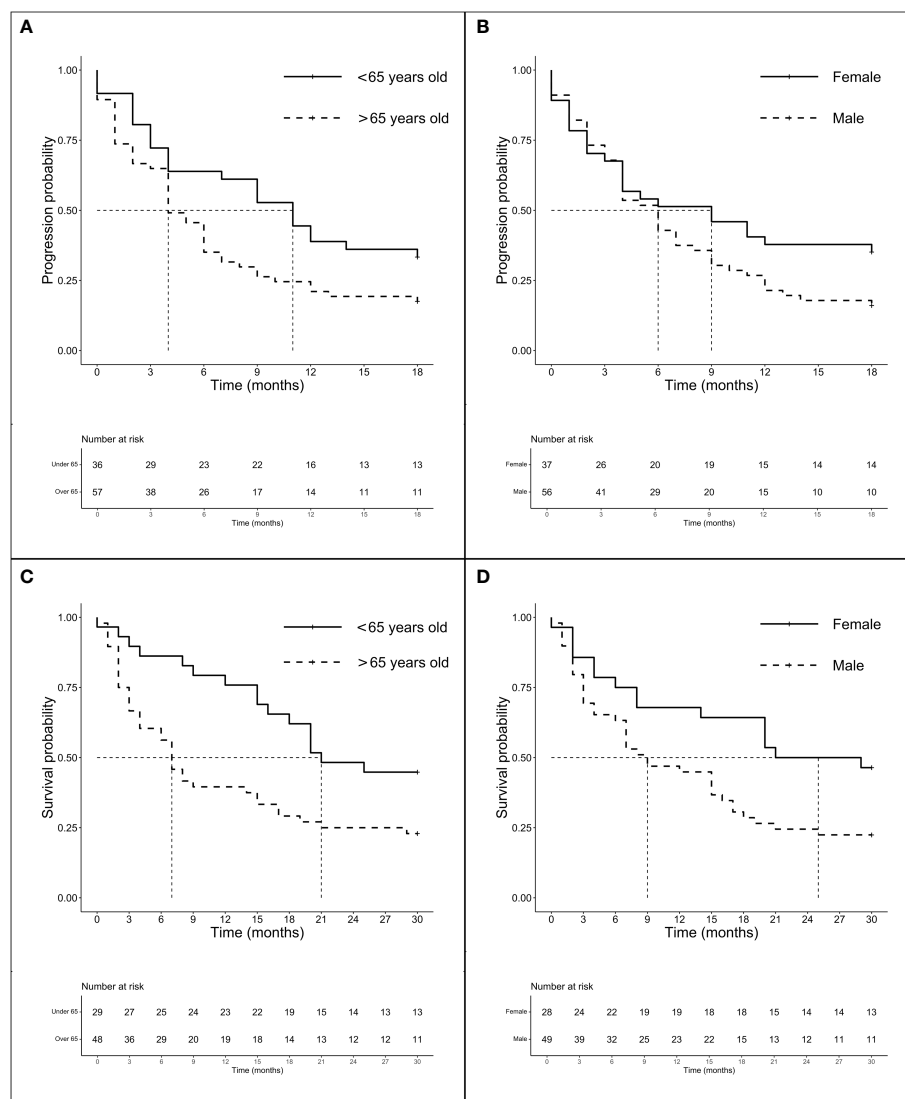 A
<65 years old
>65 years old
1.00
0.75
0.50
0.25
0.00
Progression probability
0 3 6 9 12 15 18
Time (months)
Number at risk
Under 65 36 29 23 22 16 13 13
Over 65 57 38 26 17 14 11 11
0 3 6 9 12 15 18
Time (months)
B
Female
Male
1.00
0.75
0.50
0.25
0.00
Progression probability
0 3 6 9 12 15 18
Time (months)
Number at risk
Female 37 26 20 19 15 14 14
Male 56 41 29 20 15 10 10
0 3 6 9 12 15 18
Time (months)
C
<65 years old
>65 years old
1.00
0.75
0.50
0.25
0.00
Survival probability
0 3 6 9 12 15 18 21 24 27 30
Time (months)
Number at risk
Under 65 29 27 25 24 23 22 19 15 14 13 13
Over 65 48 36 29 20 19 18 14 13 12 12 11
0 3 6 9 12 15 18 21 24 27 30
Time (months)
D
Female
Male
1.00
0.75
0.50
0.25
0.00
Survival probability
0 3 6 9 12 15 18 21 24 27 30
Time (months)
Number at risk
Female 28 24 22 19 19 18 18 15 14 14 13
Male 49 39 32 25 23 22 15 13 12 11 11
0 3 6 9 12 15 18 21 24 27 30
Time (months)